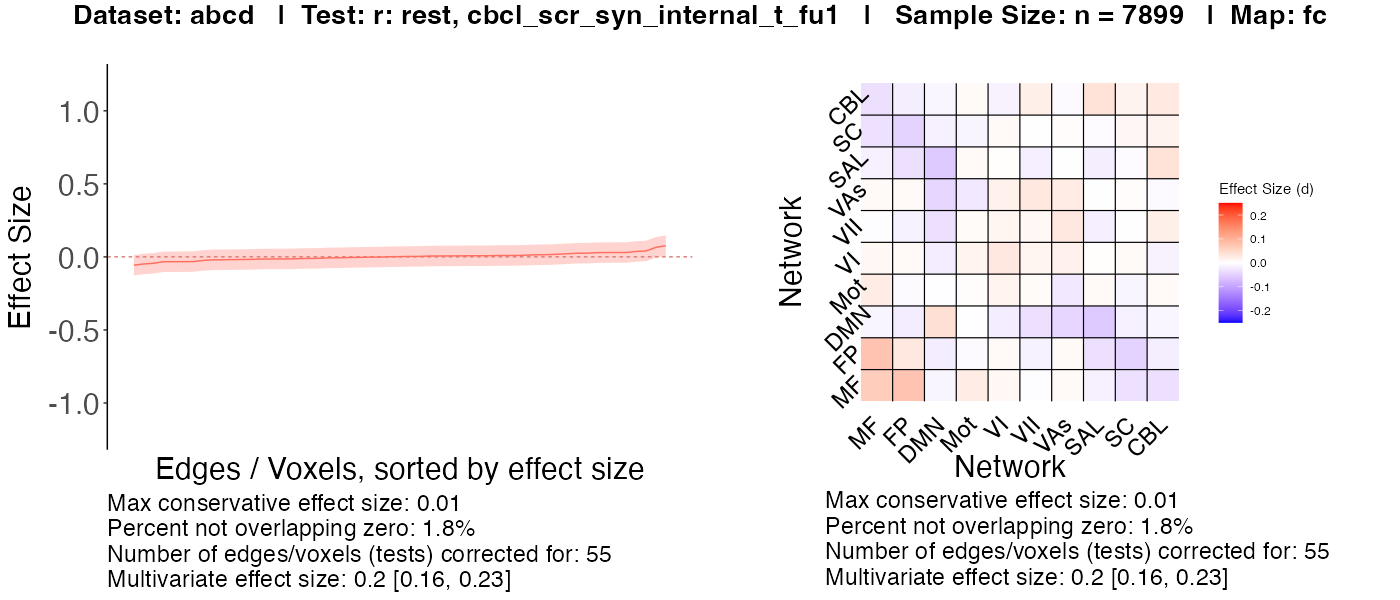 Dataset: abcd | Test: r: rest, cbcl_scr_syn_internal_t_fu1 | Sample Size: n = 7899 | Map: fc
1.0
0.5
0.0
-0.5
-1.0
Effect Size
Edges / Voxels, sorted by effect size
Max conservative effect size: 0.01
Percent not overlapping zero: 1.8%
Number of edges/voxels (tests) corrected for: 55
Multivariate effect size: 0.2 [0.16, 0.23]
Network
CBL
SC
SAL
VAs
VII
VI
Mot
DMN
FP
MF
MF
FP
DMN
Mot
VI
VII
VAs
SAL
SC
CBL
Network
Effect Size (d)
0.2
0.1
0.0
-0.1
-0.2
Max conservative effect size: 0.01
Percent not overlapping zero: 1.8%
Number of edges/voxels (tests) corrected for: 55
Multivariate effect size: 0.2 [0.16, 0.23]